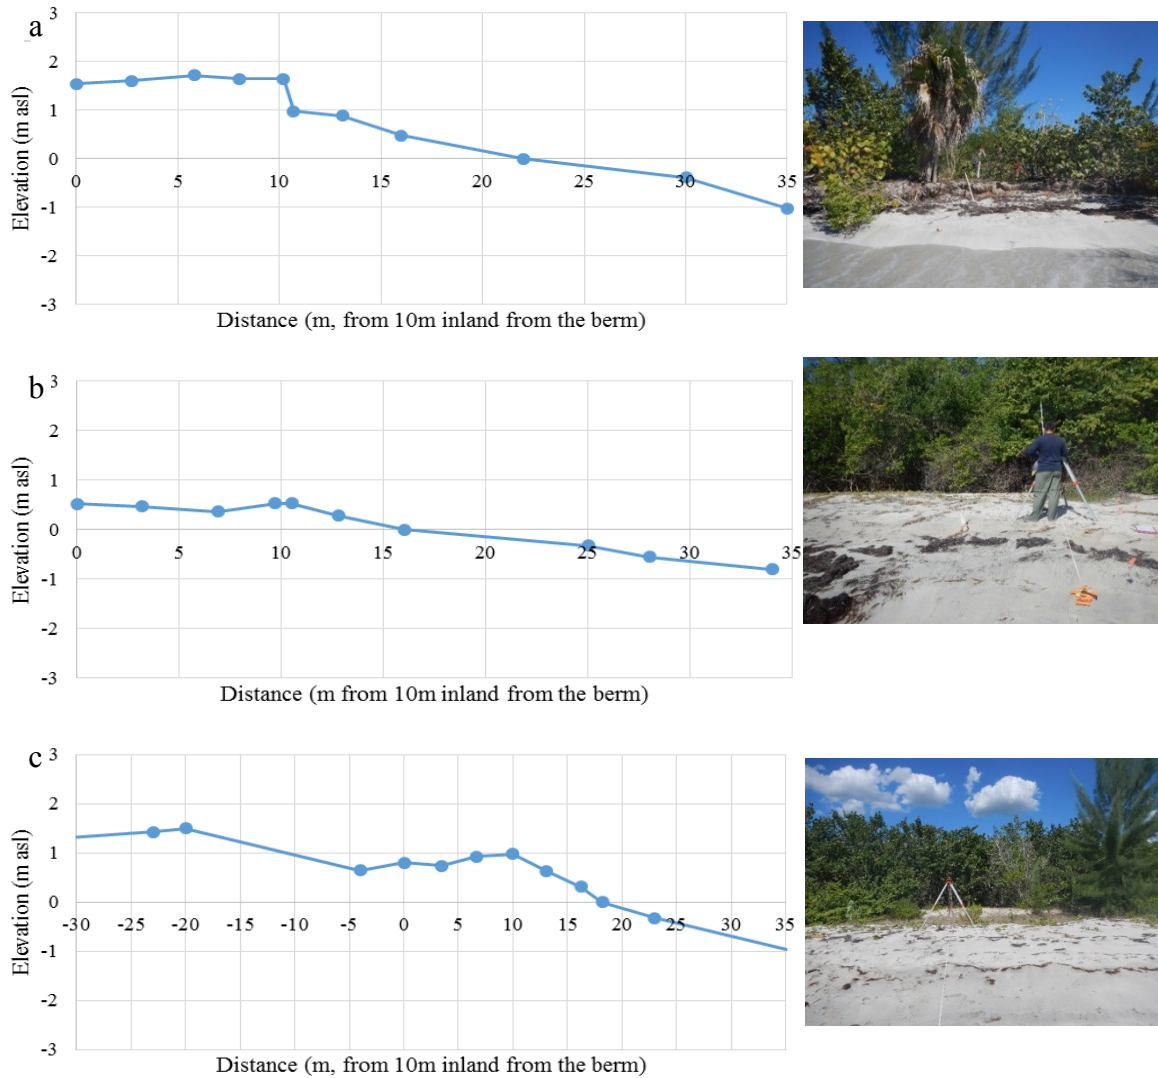 a
3
2
1
0
-1
-2
-3
0 5 10 15 20 25 30 35
Elevation (m asl)
Distance (m, from 10m inland from the berm)
b
3
2
1
0
-1
-2
-3
0 5 10 15 20 25 30 35
Elevation (m asl)
Distance (m from 10m inland from the berm)
c
3
2
1
0
-1
-2
-3
-30 -25 -20 -15 -10 -5 0 5 10 15 20 25 30 35
Elevation (m asl)
Distance (m, from 10m inland from the berm)